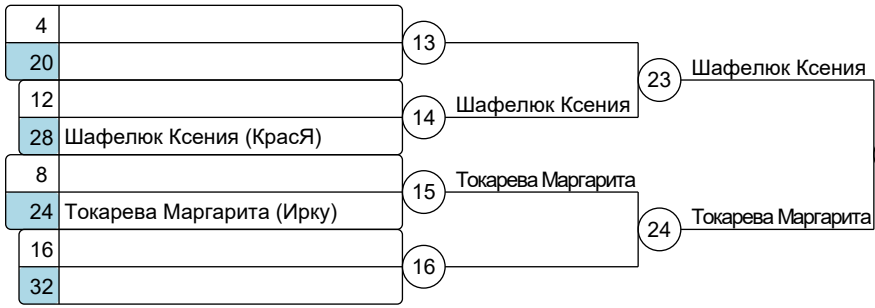 4
20
13
12
28 Шафелюк Ксения (КрасЯ)
14 Шафелюк Ксения
23 Шафелюк Ксения
8
24 Токарева Маргарита (Ирку)
15 Токарева Маргарита
16
32
16
24 Токарева Маргарита